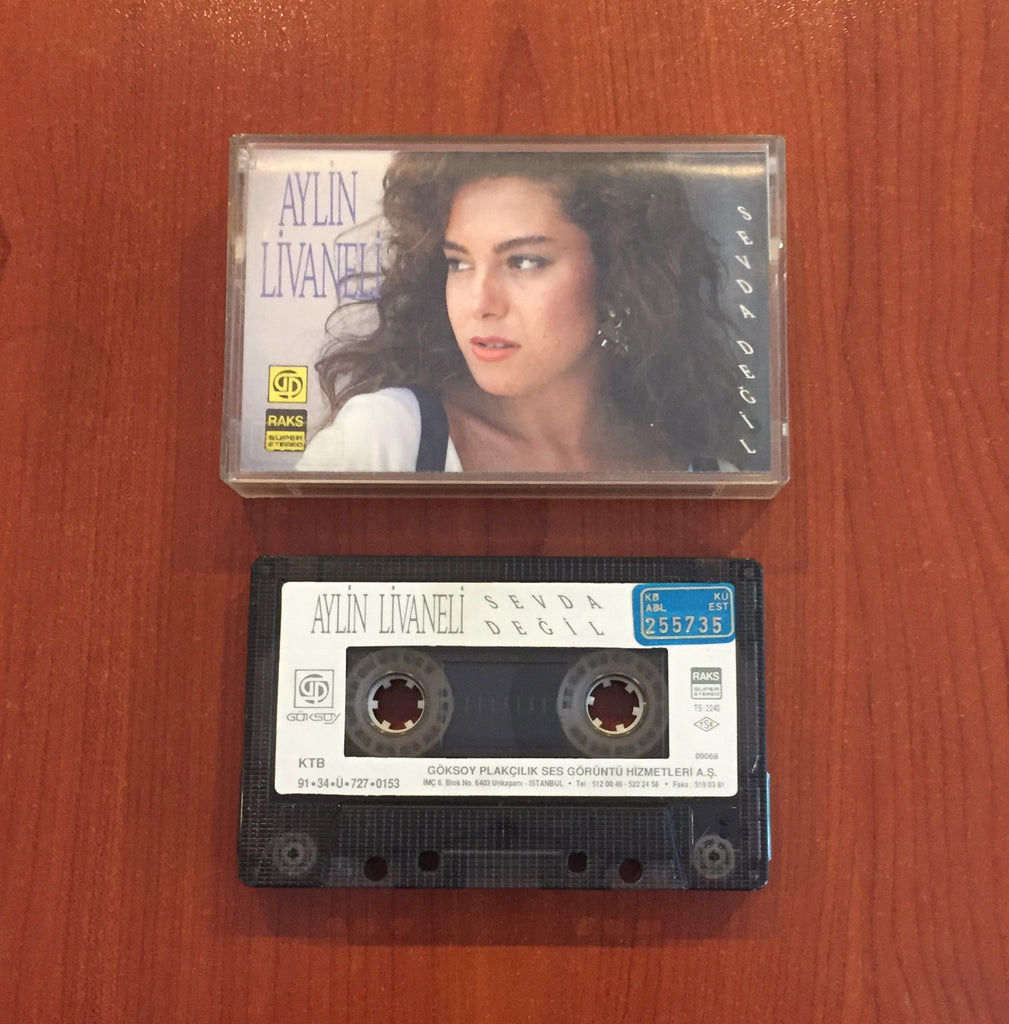 AYLİN
LİVANELİ
SEVDA DEĞİL
RAKS
SUPER
STEREO
AYLİN LİVANELİ
SEVDA
DEĞİL
KB KÜ
ABL EST
255735
GÖKSOY
RAKS
SUPER
STEREO
TS 2240
TSE
09068
KTB
91•34•Ü•727•0153
GÖKSOY PLAKÇILIK SES GÖRÜNTÜ HİZMETLERİ A.Ş.
İMÇ 6. Blok No. 6403 Unkapanı - İSTANBUL • Tel : 512 00 46 - 522 24 58 • Faks : 519 03 81